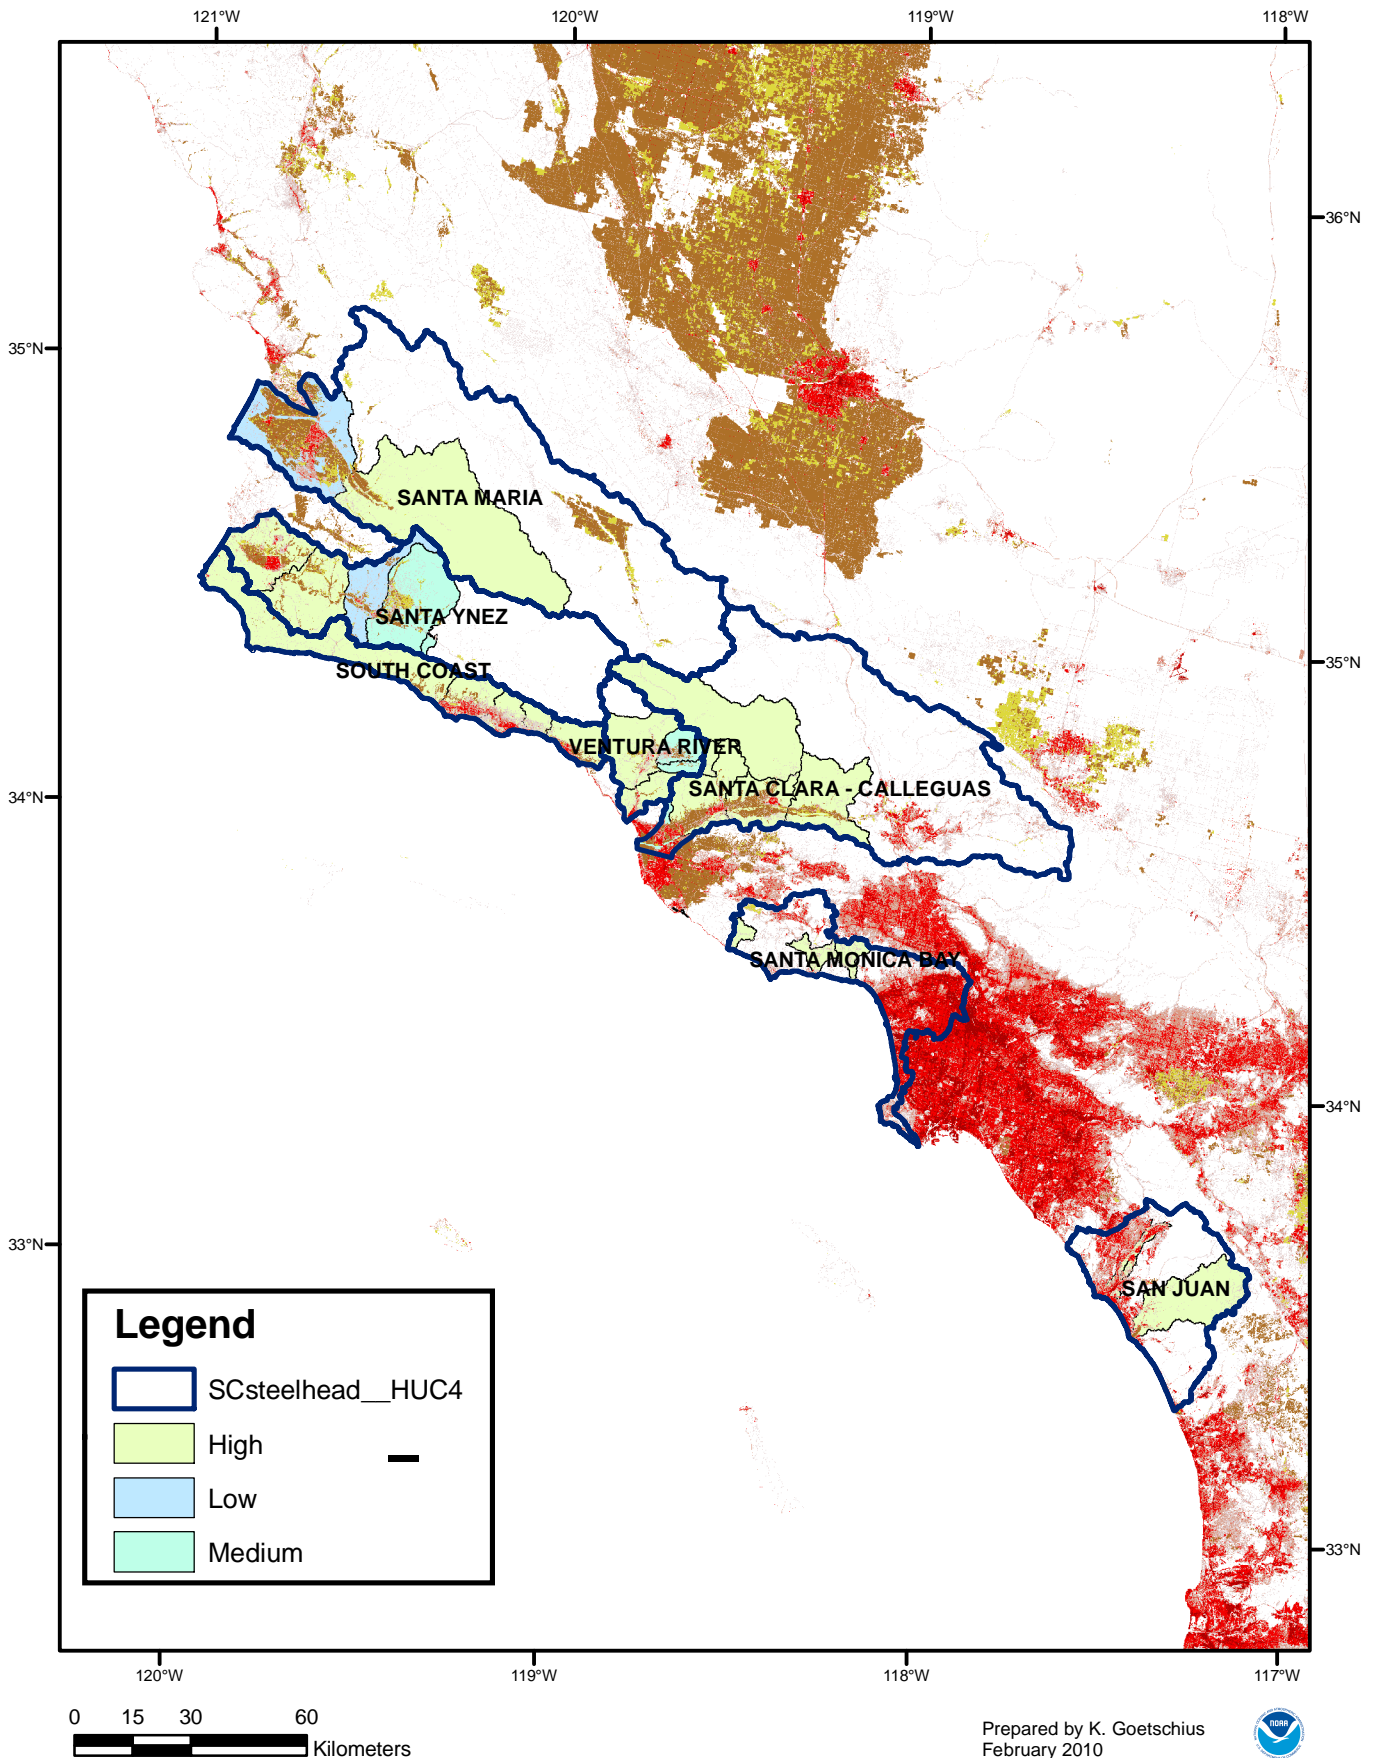 121°W 120°W 119°W 118°W
36°N
35°N
SANTA MARIA
SANTA YNEZ
35°N
SOUTH COAST
VENTURA RIVER
SANTA CLARA - CALLEGUAS
34°N
SANTA MONICA BAY
34°N
33°N
SAN JUAN
Legend
SCsteelhead__HUC4
High
Low
Medium
33°N
120°W 119°W 118°W 117°W
0 15 30 60
Kilometers
Prepared by K. Goetschius
February 2010
NOAA